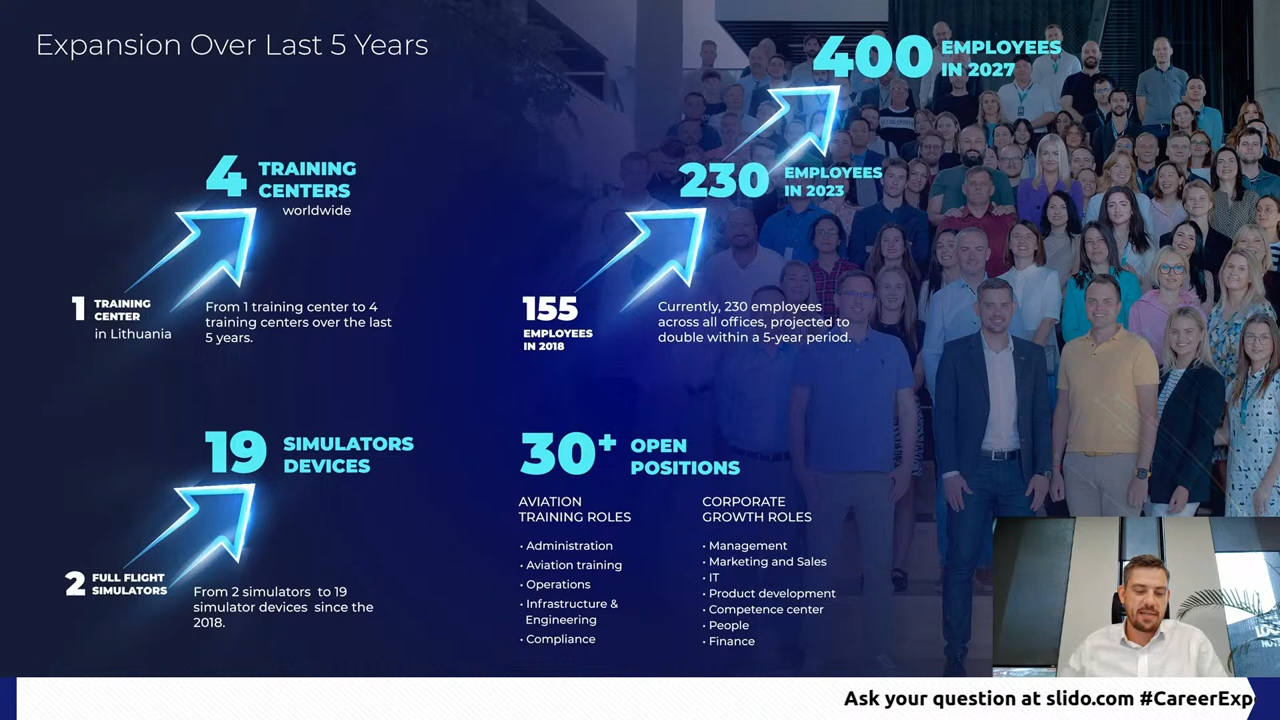 Expansion Over Last 5 Years
4 TRAINING
CENTERS
worldwide
1 TRAINING
CENTER
in Lithuania
From 1 training center to 4
training centers over the last
5 years.
400 EMPLOYEES
IN 2027
230 EMPLOYEES
IN 2023
155
EMPLOYEES
IN 2018
Currently, 230 employees
across all offices, projected to
double within a 5-year period.
19 SIMULATORS
DEVICES
2 FULL FLIGHT
SIMULATORS
From 2 simulators to 19
simulator devices since the
2018.
30+ OPEN
POSITIONS
AVIATION
TRAINING ROLES
• Administration
• Aviation training
• Operations
• Infrastructure &
Engineering
• Compliance
CORPORATE
GROWTH ROLES
• Management
• Marketing and Sales
• IT
• Product development
• Competence center
• People
• Finance
Ask your question at slido.com #CareerExp